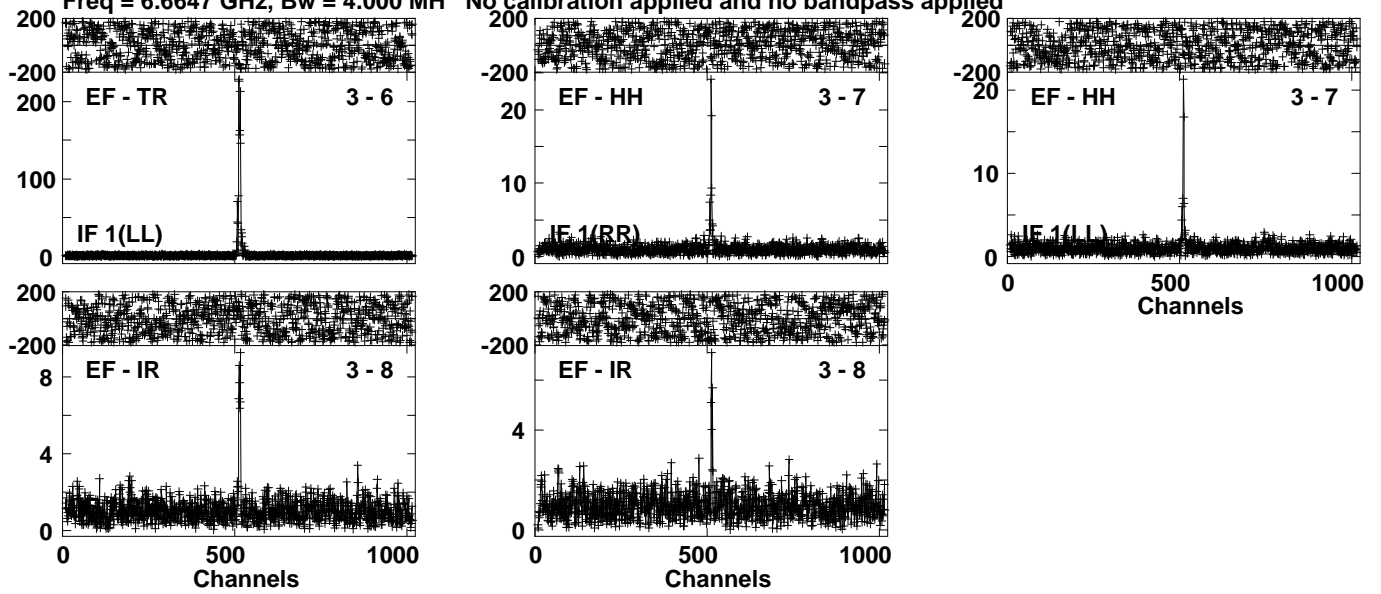 Freq = 6.6647 GHz, Bw = 4.000 MH No calibration applied and no bandpass applied
200 200 200
-200 -200 -200
EF - TR 3 - 6 EF - HH 3 - 7 EF - HH 3 - 7
200 20 20
100 10 10
IF 1(LL) IF 1(RR) IF 1(LL)
0 0 0
0 500 1000
Channels
200 200
-200 -200
EF - IR 3 - 8 EF - IR 3 - 8
8
4 4
0 0
0 500 1000 0 500 1000
Channels Channels